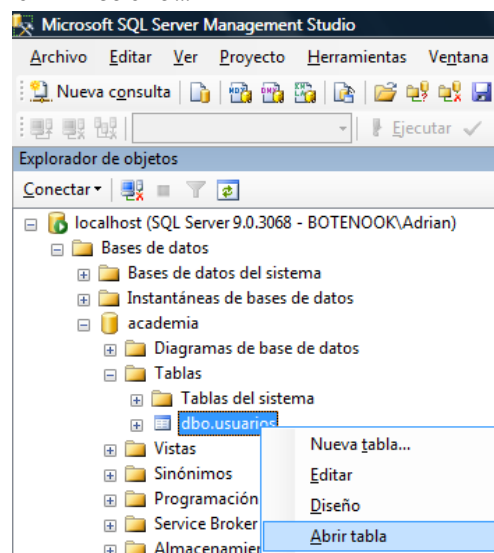 Microsoft SQL Server Management Studio
Archivo Editar Ver Proyecto Herramientas Ventana
Nueva consulta
Ejecutar
Explorador de objetos
Conectar
localhost (SQL Server 9.0.3068 - BOTENOOK\Adrian)
Bases de datos
Bases de datos del sistema
Instantáneas de bases de datos
academia
Diagramas de base de datos
Tablas
Tablas del sistema
dbo.usuarios
Vistas
Sinónimos
Programación
Service Broker
Nueva tabla...
Editar
Diseño
Abrir tabla